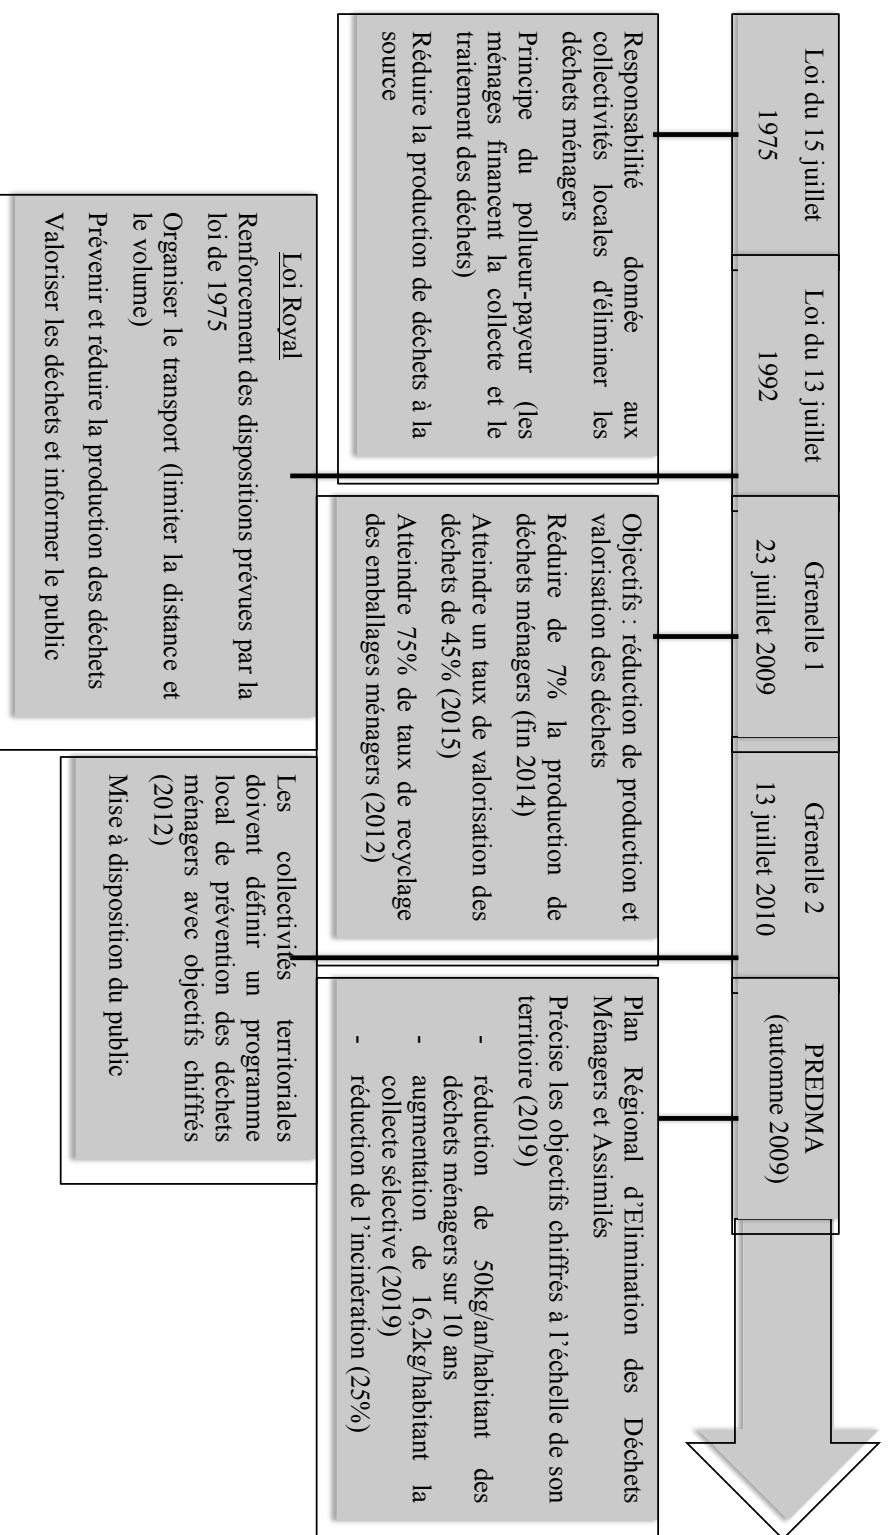 Loi du 15 juillet
1975
Loi du 13 juillet
1992
Grenelle 1
23 juillet 2009
Grenelle 2
13 juillet 2010
PREDMA
(automne 2009)
Responsabilité donnée aux
collectivités locales d'éliminer les
déchets ménagers
Principe du pollueur-payeur (les
ménages financent la collecte et le
traitement des déchets)
Réduire la production de déchets à la
source
Objectifs : réduction de production et
valorisation des déchets
Réduire de 7% la production de
déchets ménagers (fin 2014)
Atteindre un taux de valorisation des
déchets de 45% (2015)
Atteindre 75% de taux de recyclage
des emballages ménagers (2012)
Plan Régional d’Elimination des Déchets
Ménagers et Assimilés
Précise les objectifs chiffrés à l’échelle de son
territoire (2019)
- réduction de 50kg/an/habitant des
déchets ménagers sur 10 ans
- augmentation de 16,2kg/habitant la
collecte sélective (2019)
- réduction de l’incinération (25%)
Loi Royal
Renforcement des dispositions prévues par la
loi de 1975
Organiser le transport (limiter la distance et
le volume)
Prévenir et réduire la production des déchets
Valoriser les déchets et informer le public
Les collectivités territoriales
doivent définir un programme
local de prévention des déchets
ménagers avec objectifs chiffrés
(2012)
Mise à disposition du public